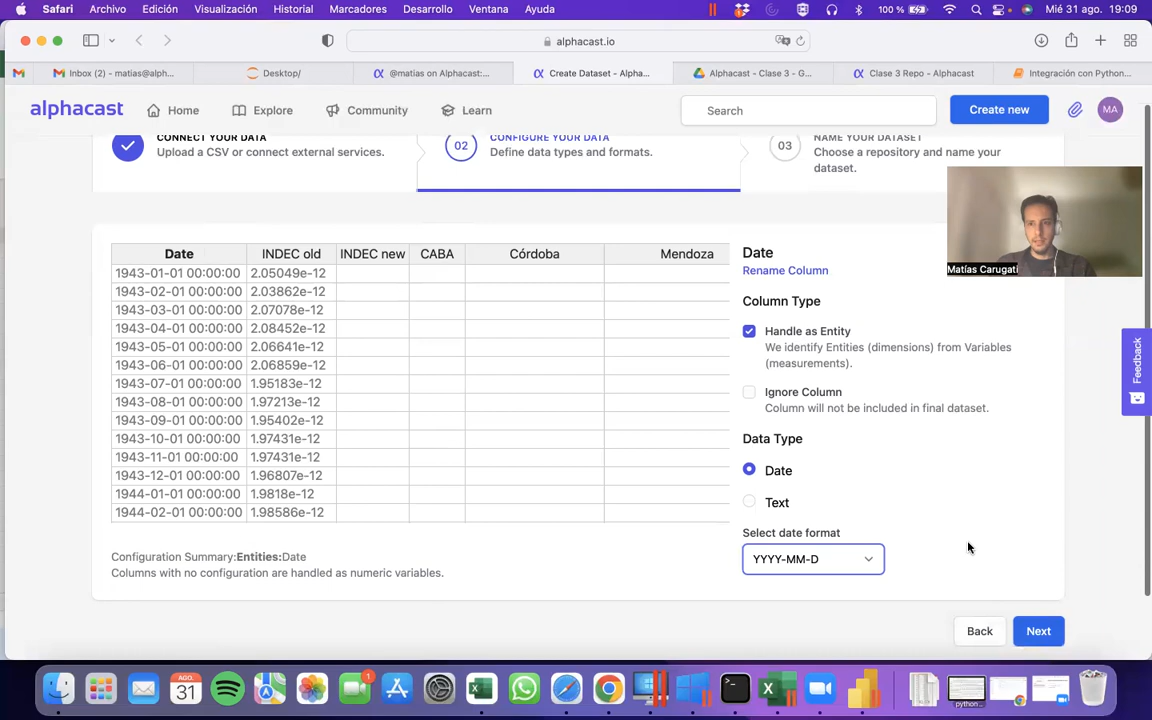 Safari Archivo Edición Visualización Historial Marcadores Desarrollo Ventana Ayuda 100 % Mié 31 ago. 19:09
alphacast.io
Inbox (2) - matias@alph... Desktop/ @matias on Alphacast:... Create Dataset - Alpha... Alphacast - Clase 3 - G... Clase 3 Repo - Alphacast Integración con Python...
alphacast Home Explore Community Learn Search Create new MA
CONNECT YOUR DATA
Upload a CSV or connect external services.
02
CONFIGURE YOUR DATA
Define data types and formats.
03
NAME YOUR DATASET
Choose a repository and name your
dataset.
Matías Carugati
Date INDEC old INDEC new CABA Córdoba Mendoza
1943-01-01 00:00:00 2.05049e-12
1943-02-01 00:00:00 2.03862e-12
1943-03-01 00:00:00 2.07078e-12
1943-04-01 00:00:00 2.08452e-12
1943-05-01 00:00:00 2.06641e-12
1943-06-01 00:00:00 2.06859e-12
1943-07-01 00:00:00 1.95183e-12
1943-08-01 00:00:00 1.97213e-12
1943-09-01 00:00:00 1.95402e-12
1943-10-01 00:00:00 1.97431e-12
1943-11-01 00:00:00 1.97431e-12
1943-12-01 00:00:00 1.96807e-12
1944-01-01 00:00:00 1.9818e-12
1944-02-01 00:00:00 1.98586e-12
Configuration Summary:Entities:Date
Columns with no configuration are handled as numeric variables.
Date
Rename Column
Column Type
Handle as Entity
We identify Entities (dimensions) from Variables
(measurements).
Ignore Column
Column will not be included in final dataset.
Data Type
Date
Text
Select date format
YYYY-MM-D
Feedback
Back Next
AGO.
31
1
python...